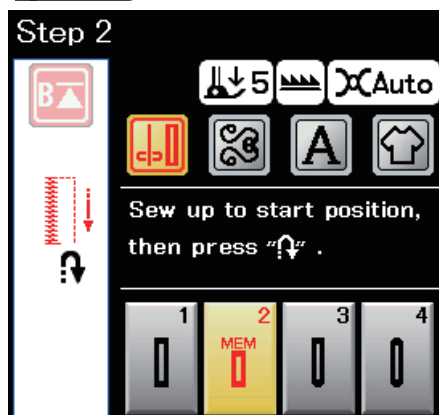 Step 2
B
5
Auto
A
Sew up to start position,
then press “ ” .
1 2 3 4
MEM